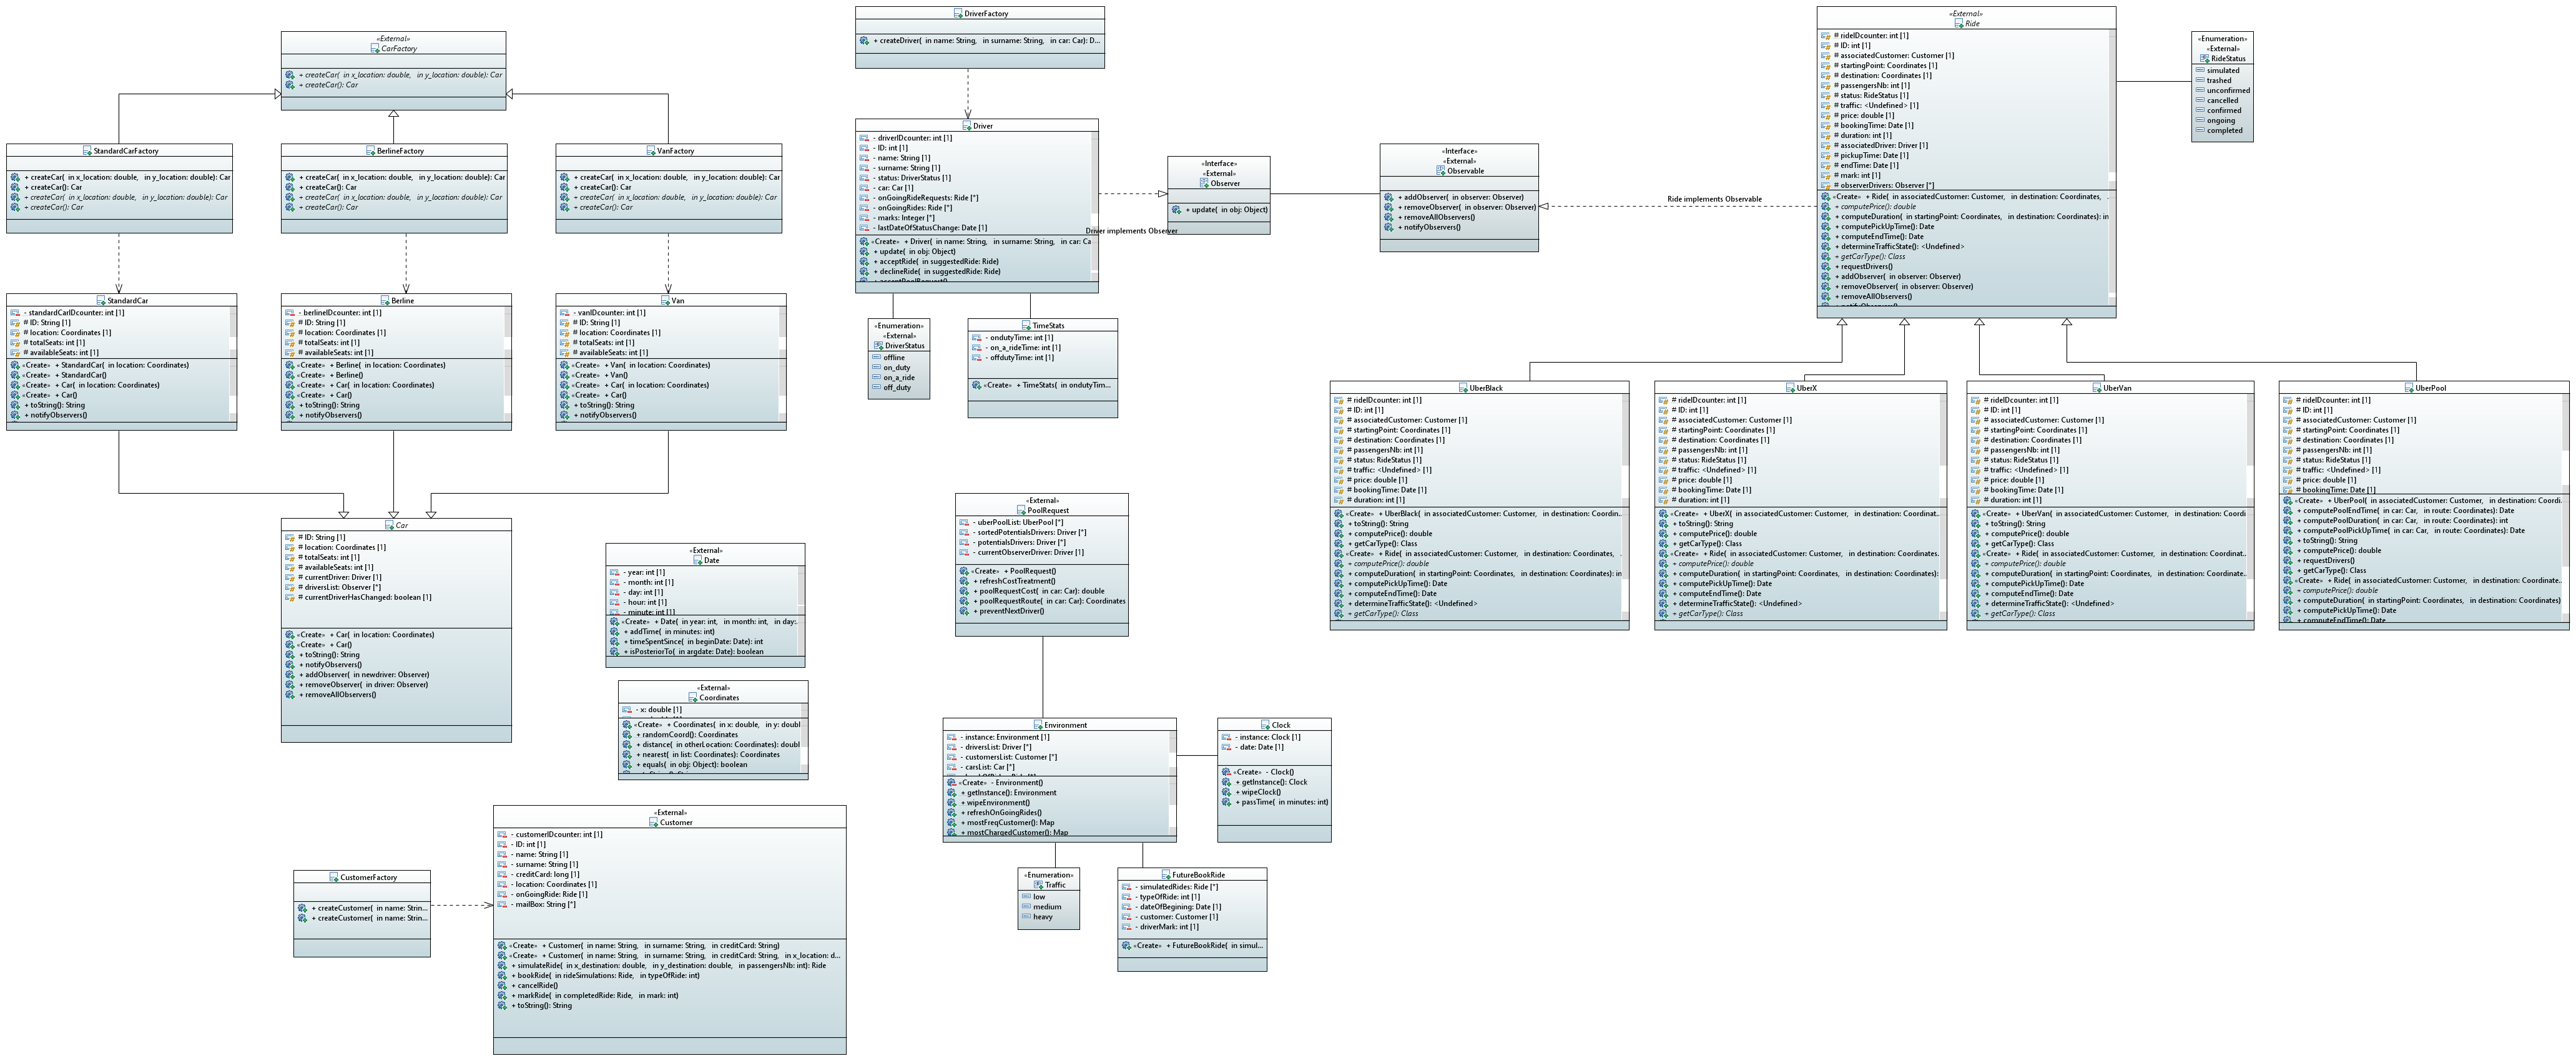 «External»
CarFactory
+ createCar( in x_location: double, in y_location: double): Car
+ createCar(): Car
StandardCarFactory
+ createCar( in x_location: double, in y_location: double): Car
+ createCar(): Car
+ createCar( in x_location: double, in y_location: double): Car
+ createCar(): Car
BerlineFactory
+ createCar( in x_location: double, in y_location: double): Car
+ createCar(): Car
+ createCar( in x_location: double, in y_location: double): Car
+ createCar(): Car
VanFactory
+ createCar( in x_location: double, in y_location: double): Car
+ createCar(): Car
+ createCar( in x_location: double, in y_location: double): Car
+ createCar(): Car
StandardCar
- standardCarIDcounter: int [1]
# ID: String [1]
# location: Coordinates [1]
# totalSeats: int [1]
# availableSeats: int [1]
«Create» + StandardCar( in location: Coordinates)
«Create» + StandardCar()
«Create» + Car( in location: Coordinates)
«Create» + Car()
+ toString(): String
+ notifyObservers()
Berline
- berlineIDcounter: int [1]
# ID: String [1]
# location: Coordinates [1]
# totalSeats: int [1]
# availableSeats: int [1]
«Create» + Berline( in location: Coordinates)
«Create» + Berline()
«Create» + Car( in location: Coordinates)
«Create» + Car()
+ toString(): String
+ notifyObservers()
Van
- vanIDcounter: int [1]
# ID: String [1]
# location: Coordinates [1]
# totalSeats: int [1]
# availableSeats: int [1]
«Create» + Van( in location: Coordinates)
«Create» + Van()
«Create» + Car( in location: Coordinates)
«Create» + Car()
+ toString(): String
+ notifyObservers()
Car
# ID: String [1]
# location: Coordinates [1]
# totalSeats: int [1]
# availableSeats: int [1]
# currentDriver: Driver [1]
# driversList: Observer [*]
# currentDriverHasChanged: boolean [1]
«Create» + Car( in location: Coordinates)
«Create» + Car()
+ toString(): String
+ notifyObservers()
+ addObserver( in newdriver: Observer)
+ removeObserver( in driver: Observer)
+ removeAllObservers()
«External»
Date
- year: int [1]
- month: int [1]
- day: int [1]
- hour: int [1]
- minute: int [1]
«Create» + Date( in year: int, in month: int, in day:
+ addTime( in minutes: int)
+ timeSpentSince( in beginDate: Date): int
+ isPosteriorTo( in argdate: Date): boolean
«External»
Coordinates
- x: double [1]
«Create» + Coordinates( in x: double, in y: doubl
+ randomCoord(): Coordinates
+ distance( in otherLocation: Coordinates): doubl
+ nearest( in list: Coordinates): Coordinates
+ equals( in obj: Object): boolean
CustomerFactory
+ createCustomer( in name: Strin...
+ createCustomer( in name: Strin...
«External»
Customer
- customerIDcounter: int [1]
- ID: int [1]
- name: String [1]
- surname: String [1]
- creditCard: long [1]
- location: Coordinates [1]
- onGoingRide: Ride [1]
- mailBox: String [*]
«Create» + Customer( in name: String, in surname: String, in creditCard: String)
«Create» + Customer( in name: String, in surname: String, in creditCard: String, in x_location: d...
+ simulateRide( in x_destination: double, in y_destination: double, in passengersNb: int): Ride
+ bookRide( in rideSimulations: Ride, in typeOfRide: int)
+ cancelRide()
+ markRide( in completedRide: Ride, in mark: int)
+ toString(): String
DriverFactory
+ createDriver( in name: String, in surname: String, in car: Car): D...
Driver
- driverIDcounter: int [1]
- ID: int [1]
- name: String [1]
- surname: String [1]
- status: DriverStatus [1]
- car: Car [1]
- onGoingRideRequests: Ride [*]
- onGoingRides: Ride [*]
- marks: Integer [*]
- lastDateOfStatusChange: Date [1]
«Create» + Driver( in name: String, in surname: String, in car: Ca
+ update( in obj: Object)
+ acceptRide( in suggestedRide: Ride)
+ declineRide( in suggestedRide: Ride)
Driver implements Observer
«Interface»
«External»
Observer
+ update( in obj: Object)
«Interface»
«External»
Observable
+ addObserver( in observer: Observer)
+ removeObserver( in observer: Observer)
+ removeAllObservers()
+ notifyObservers()
Ride implements Observable
«Enumeration»
«External»
DriverStatus
offline
on_duty
on_a_ride
off_duty
TimeStats
- ondutyTime: int [1]
- on_a_rideTime: int [1]
- offdutyTime: int [1]
«Create» + TimeStats( in ondutyTim...
«External»
PoolRequest
- uberPoolList: UberPool [*]
- sortedPotentialsDrivers: Driver [*]
- potentialsDrivers: Driver [*]
- currentObserverDriver: Driver [1]
«Create» + PoolRequest()
+ refreshCostTreatment()
+ poolRequestCost( in car: Car): double
+ poolRequestRoute( in car: Car): Coordinates
+ preventNextDriver()
Environment
- instance: Environment [1]
- driversList: Driver [*]
- customersList: Customer [*]
- carsList: Car [*]
«Create» - Environment()
+ getInstance(): Environment
+ wipeEnvironment()
+ refreshOnGoingRides()
+ mostFreqCustomer(): Map
+ mostChargedCustomer(): Map
Clock
- instance: Clock [1]
- date: Date [1]
«Create» - Clock()
+ getInstance(): Clock
+ wipeClock()
+ passTime( in minutes: int)
«Enumeration»
Traffic
low
medium
heavy
FutureBookRide
- simulatedRides: Ride [*]
- typeOfRide: int [1]
- dateOfBegining: Date [1]
- customer: Customer [1]
- driverMark: int [1]
«Create» + FutureBookRide( in simul...
«External»
Ride
# rideIDcounter: int [1]
# ID: int [1]
# associatedCustomer: Customer [1]
# startingPoint: Coordinates [1]
# destination: Coordinates [1]
# passengersNb: int [1]
# status: RideStatus [1]
# traffic: <Undefined> [1]
# price: double [1]
# bookingTime: Date [1]
# duration: int [1]
# associatedDriver: Driver [1]
# pickupTime: Date [1]
# endTime: Date [1]
# mark: int [1]
# observerDrivers: Observer [*]
«Create» + Ride( in associatedCustomer: Customer, in destination: Coordinates,
+ computePrice(): double
+ computeDuration( in startingPoint: Coordinates, in destination: Coordinates): in
+ computePickUpTime(): Date
+ computeEndTime(): Date
+ determineTrafficState(): <Undefined>
+ getCarType(): Class
+ requestDrivers()
+ addObserver( in observer: Observer)
+ removeObserver( in observer: Observer)
+ removeAllObservers()
«Enumeration»
«External»
RideStatus
simulated
trashed
unconfirmed
cancelled
confirmed
ongoing
completed
UberBlack
# rideIDcounter: int [1]
# ID: int [1]
# associatedCustomer: Customer [1]
# startingPoint: Coordinates [1]
# destination: Coordinates [1]
# passengersNb: int [1]
# status: RideStatus [1]
# traffic: <Undefined> [1]
# price: double [1]
# bookingTime: Date [1]
# duration: int [1]
«Create» + UberBlack( in associatedCustomer: Customer, in destination: Coordin...
+ toString(): String
+ computePrice(): double
+ getCarType(): Class
«Create» + Ride( in associatedCustomer: Customer, in destination: Coordinates, ...
+ computePrice(): double
+ computeDuration( in startingPoint: Coordinates, in destination: Coordinates): in
+ computePickUpTime(): Date
+ computeEndTime(): Date
+ determineTrafficState(): <Undefined>
+ getCarType(): Class
UberX
# rideIDcounter: int [1]
# ID: int [1]
# associatedCustomer: Customer [1]
# startingPoint: Coordinates [1]
# destination: Coordinates [1]
# passengersNb: int [1]
# status: RideStatus [1]
# traffic: <Undefined> [1]
# price: double [1]
# bookingTime: Date [1]
# duration: int [1]
«Create» + UberX( in associatedCustomer: Customer, in destination: Coordinat...
+ toString(): String
+ computePrice(): double
+ getCarType(): Class
«Create» + Ride( in associatedCustomer: Customer, in destination: Coordinates..
+ computePrice(): double
+ computeDuration( in startingPoint: Coordinates, in destination: Coordinates):
+ computePickUpTime(): Date
+ computeEndTime(): Date
+ determineTrafficState(): <Undefined>
+ getCarType(): Class
UberVan
# rideIDcounter: int [1]
# ID: int [1]
# associatedCustomer: Customer [1]
# startingPoint: Coordinates [1]
# destination: Coordinates [1]
# passengersNb: int [1]
# status: RideStatus [1]
# traffic: <Undefined> [1]
# price: double [1]
# bookingTime: Date [1]
# duration: int [1]
«Create» + UberVan( in associatedCustomer: Customer, in destination: Coordi
+ toString(): String
+ computePrice(): double
+ getCarType(): Class
«Create» + Ride( in associatedCustomer: Customer, in destination: Coordinat..
+ computePrice(): double
+ computeDuration( in startingPoint: Coordinates, in destination: Coordinate..
+ computePickUpTime(): Date
+ computeEndTime(): Date
+ determineTrafficState(): <Undefined>
+ getCarType(): Class
UberPool
# rideIDcounter: int [1]
# ID: int [1]
# associatedCustomer: Customer [1]
# startingPoint: Coordinates [1]
# destination: Coordinates [1]
# passengersNb: int [1]
# status: RideStatus [1]
# traffic: <Undefined> [1]
# price: double [1]
# bookingTime: Date [1]
«Create» + UberPool( in associatedCustomer: Customer, in destination: Coordi...
+ computePoolEndTime( in car: Car, in route: Coordinates): Date
+ computePoolDuration( in car: Car, in route: Coordinates): int
+ computePoolPickUpTime( in car: Car, in route: Coordinates): Date
+ toString(): String
+ computePrice(): double
+ requestDrivers()
+ getCarType(): Class
«Create» + Ride( in associatedCustomer: Customer, in destination: Coordinate...
+ computePrice(): double
+ computeDuration( in startingPoint: Coordinates, in destination: Coordinates)
+ computePickUpTime(): Date
+ computeEndTime(): Date